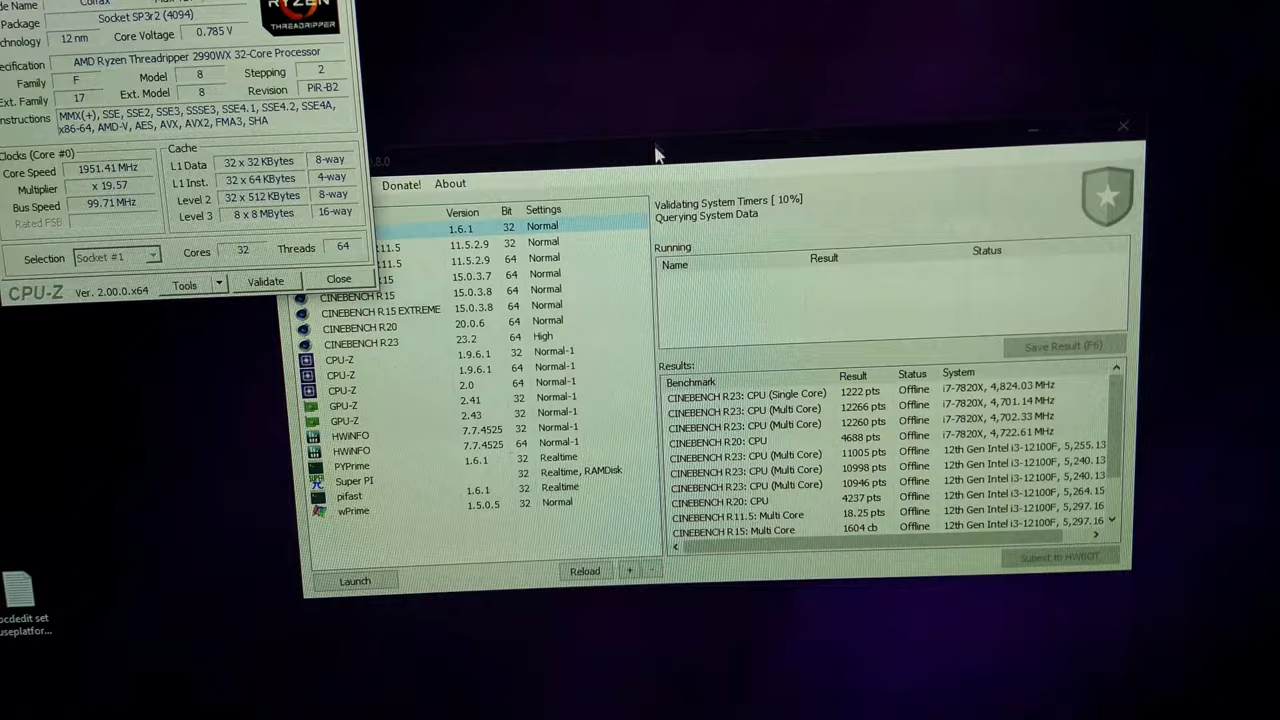 Colfax
RYZEN
THREADRIPPER
Package Socket SP3r2 (4094)
12 nm Core Voltage 0.785 V
AMD Ryzen Threadripper 2990WX 32-Core Processor
Family F Model 8 Stepping 2
Ext. Family 17 Ext. Model 8 Revision PiR-B2
MMX(+), SSE, SSE2, SSE3, SSSE3, SSE4.1, SSE4.2, SSE4A,
x86-64, AMD-V, AES, AVX, AVX2, FMA3, SHA
Clocks (Core #0)
Core Speed 1951.41 MHz
Multiplier x 19.57
Bus Speed 99.71 MHz
Rated FSB
Cache
L1 Data 32 x 32 KBytes 8-way
L1 Inst. 32 x 64 KBytes 4-way
Level 2 32 x 512 KBytes 8-way
Level 3 8 x 8 MBytes 16-way
Selection Socket #1 Cores 32 Threads 64
CPU-Z Ver. 2.00.0.x64 Tools Validate Close
.8.0
Donate! About
Version Bit Settings
1.6.1 32 Normal
11.5 11.5.2.9 32 Normal
11.5 11.5.2.9 64 Normal
15 15.0.3.7 64 Normal
CINEBENCH R15 15.0.3.8 64 Normal
CINEBENCH R15 EXTREME 15.0.3.8 64 Normal
CINEBENCH R20 20.0.6 64 Normal
CINEBENCH R23 23.2 64 High
CPU-Z 1.9.6.1 32 Normal-1
CPU-Z 1.9.6.1 64 Normal-1
CPU-Z 2.0 64 Normal-1
GPU-Z 2.41 32 Normal-1
GPU-Z 2.43 32 Normal-1
HWiNFO 7.7.4525 32 Normal-1
HWiNFO 7.7.4525 64 Normal-1
PYPrime 1.6.1 32 Realtime
Super PI 32 Realtime, RAMDisk
pifast 1.6.1 32 Realtime
wPrime 1.5.0.5 32 Normal
Launch Reload + -
Validating System Timers [ 10%]
Querying System Data
Running
Name Result Status
Save Result (F6)
Results:
Benchmark Result Status System
CINEBENCH R23: CPU (Single Core) 1222 pts Offline i7-7820X, 4,824.03 MHz
CINEBENCH R23: CPU (Multi Core) 12266 pts Offline i7-7820X, 4,701.14 MHz
CINEBENCH R23: CPU (Multi Core) 12260 pts Offline i7-7820X, 4,702.33 MHz
CINEBENCH R20: CPU 4688 pts Offline i7-7820X, 4,722.61 MHz
CINEBENCH R23: CPU (Multi Core) 11005 pts Offline 12th Gen Intel i3-12100F, 5,255.13
CINEBENCH R23: CPU (Multi Core) 10998 pts Offline 12th Gen Intel i3-12100F, 5,240.13
CINEBENCH R23: CPU (Multi Core) 10946 pts Offline 12th Gen Intel i3-12100F, 5,240.13
CINEBENCH R20: CPU 4237 pts Offline 12th Gen Intel i3-12100F, 5,264.15
CINEBENCH R11.5: Multi Core 18.25 pts Offline 12th Gen Intel i3-12100F, 5,297.16
CINEBENCH R15: Multi Core 1604 cb Offline 12th Gen Intel i3-12100F, 5,297.16
Submit to HWBOT
bcdedit set
useplatfor...